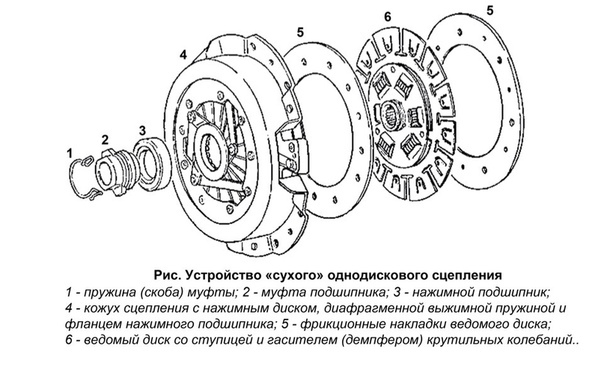 5
6
5
4
3
2
1
Рис. Устройство «сухого» однодискового сцепления
1 - пружина (скоба) муфты; 2 - муфта подшипника; 3 - нажимной подшипник;
4 - кожух сцепления с нажимным диском, диафрагменной выжимной пружиной и
фланцем нажимного подшипника; 5 - фрикционные накладки ведомого диска;
6 - ведомый диск со ступицей и гасителем (демпфером) крутильных колебаний..